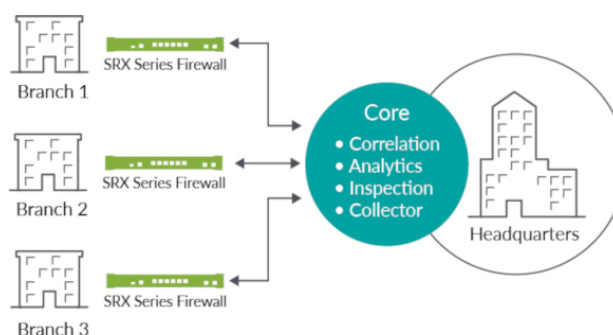 Branch 1
SRX Series Firewall
Branch 2
SRX Series Firewall
Branch 3
SRX Series Firewall
Core
• Correlation
• Analytics
• Inspection
• Collector
Headquarters